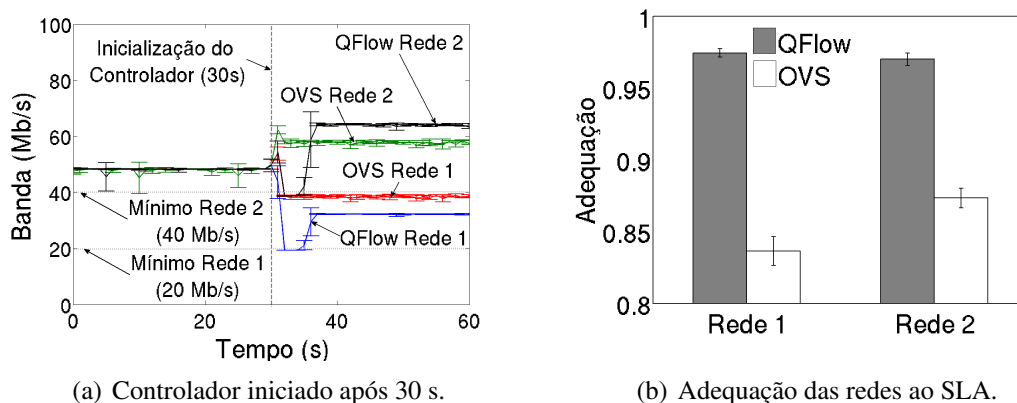 100
80
60
40
20
0
Banda (Mb/s)
0
20
40
60
Tempo (s)
Inicialização do
Controlador (30s)
QFlow Rede 2
OVS Rede 2
OVS Rede 1
QFlow Rede 1
Mínimo Rede 2
(40 Mb/s)
Mínimo Rede 1
(20 Mb/s)
(a) Controlador iniciado após 30 s.
1
0.95
0.9
0.85
0.8
Adequação
QFlow
OVS
Rede 1
Rede 2
(b) Adequação das redes ao SLA.